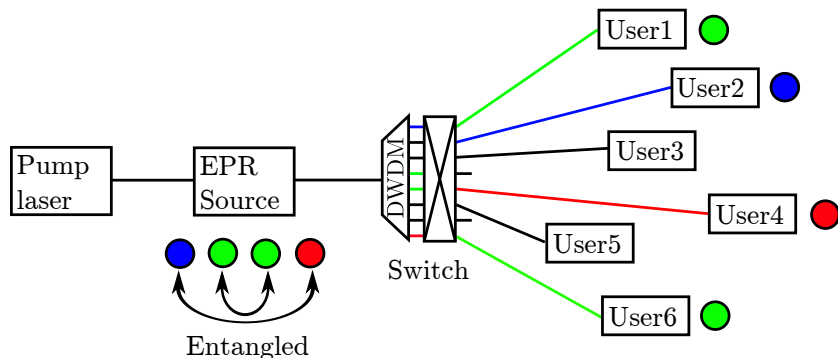 User1
User2
User3
User4
User5
User6
Pump
laser
EPR
Source
DWDM
Switch
Entangled